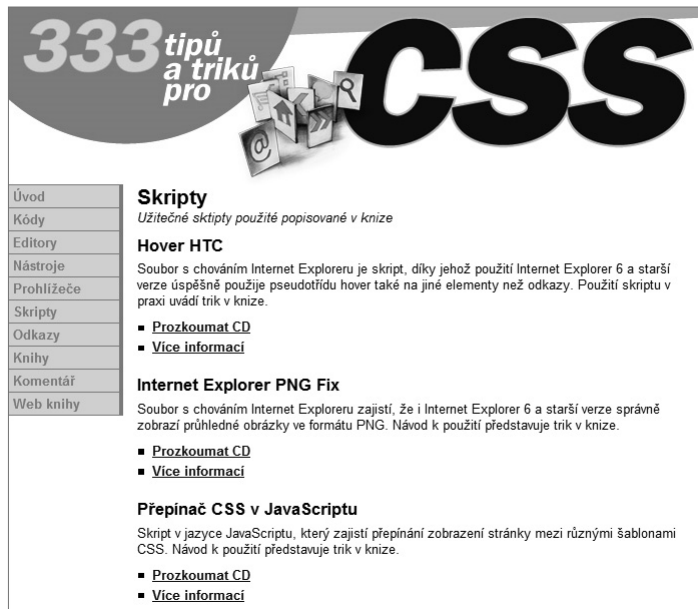 333 tipů
a triků
pro
CSS
@
Úvod
Kódy
Editory
Nástroje
Prohlížeče
Skripty
Odkazy
Knihy
Komentář
Web knihy
Skripty
Užitečné sktipty použité popisované v knize
Hover HTC
Soubor s chováním Internet Exploreru je skript, díky jehož použití Internet Explorer 6 a starší
verze úspěšně použije pseudotřídu hover také na jiné elementy než odkazy. Použití skriptu v
praxi uvádí trik v knize.
Prozkoumat CD
Více informací
Internet Explorer PNG Fix
Soubor s chováním Internet Exploreru zajistí, že i Internet Explorer 6 a starší verze správně
zobrazí průhledné obrázky ve formátu PNG. Návod k použití představuje trik v knize.
Prozkoumat CD
Více informací
Přepínač CSS v JavaScriptu
Skript v jazyce JavaScriptu, který zajistí přepínání zobrazení stránky mezi různými šablonami
CSS. Návod k použití představuje trik v knize.
Prozkoumat CD
Více informací